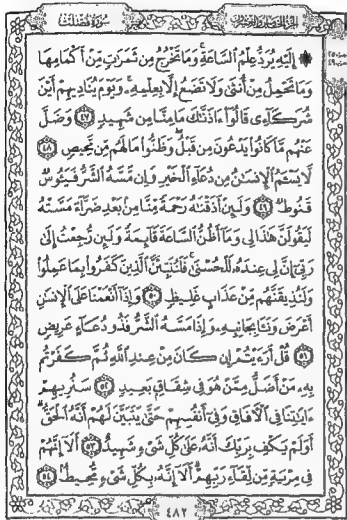 الجزء الخامس والعشرون
سورة فصلت
۞ إِلَيْهِ يُرَدُّ عِلْمُ ٱلسَّاعَةِ ۚ وَمَا تَخْرُجُ مِن ثَمَرَٰتٍ مِّنْ أَكْمَامِهَا
وَمَا تَحْمِلُ مِنْ أُنثَىٰ وَلَا تَضَعُ إِلَّا بِعِلْمِهِۦ ۚ وَيَوْمَ يُنَادِيهِمْ أَيْنَ
شُرَكَآءِى قَالُوٓا۟ ءَاذَنَّٰكَ مَا مِنَّا مِن شَهِيدٍ ٤٧ وَضَلَّ
عَنْهُم مَّا كَانُوا۟ يَدْعُونَ مِن قَبْلُ ۖ وَظَنُّوا۟ مَا لَهُم مِّن مَّحِيصٍ ٤٨
لَّا يَسْـَٔمُ ٱلْإِنسَٰنُ مِن دُعَآءِ ٱلْخَيْرِ وَإِن مَّسَّهُ ٱلشَّرُّ فَيَـُٔوسٌ
قَنُوطٌ ٤٩ وَلَئِنْ أَذَقْنَٰهُ رَحْمَةً مِّنَّا مِنۢ بَعْدِ ضَرَّآءَ مَسَّتْهُ
لَيَقُولَنَّ هَٰذَا لِى وَمَآ أَظُنُّ ٱلسَّاعَةَ قَآئِمَةً وَلَئِن رُّجِعْتُ إِلَىٰ
رَبِّىٓ إِنَّ لِى عِندَهُۥ لَلْحُسْنَىٰ ۚ فَلَنُنَبِّئَنَّ ٱلَّذِينَ كَفَرُوا۟ بِمَا عَمِلُوا۟
وَلَنُذِيقَنَّهُم مِّنْ عَذَابٍ غَلِيظٍ ٥٠ وَإِذَآ أَنْعَمْنَا عَلَى ٱلْإِنسَٰنِ
أَعْرَضَ وَنَـَٔا بِجَانِبِهِۦ وَإِذَا مَسَّهُ ٱلشَّرُّ فَذُو دُعَآءٍ عَرِيضٍ
٥١ قُلْ أَرَءَيْتُمْ إِن كَانَ مِنْ عِندِ ٱللَّهِ ثُمَّ كَفَرْتُم
بِهِۦ مَنْ أَضَلُّ مِمَّنْ هُوَ فِى شِقَاقٍۭ بَعِيدٍ ٥٢ سَنُرِيهِمْ
ءَايَٰتِنَا فِى ٱلْـَٔافَاقِ وَفِىٓ أَنفُسِهِمْ حَتَّىٰ يَتَبَيَّنَ لَهُمْ أَنَّهُ ٱلْحَقُّ ۗ
أَوَلَمْ يَكْفِ بِرَبِّكَ أَنَّهُۥ عَلَىٰ كُلِّ شَىْءٍ شَهِيدٌ ٥٣ أَلَآ إِنَّهُمْ
فِى مِرْيَةٍ مِّن لِّقَآءِ رَبِّهِمْ ۗ أَلَآ إِنَّهُۥ بِكُلِّ شَىْءٍ مُّحِيطٌۢ ٥٤
٤٨٢